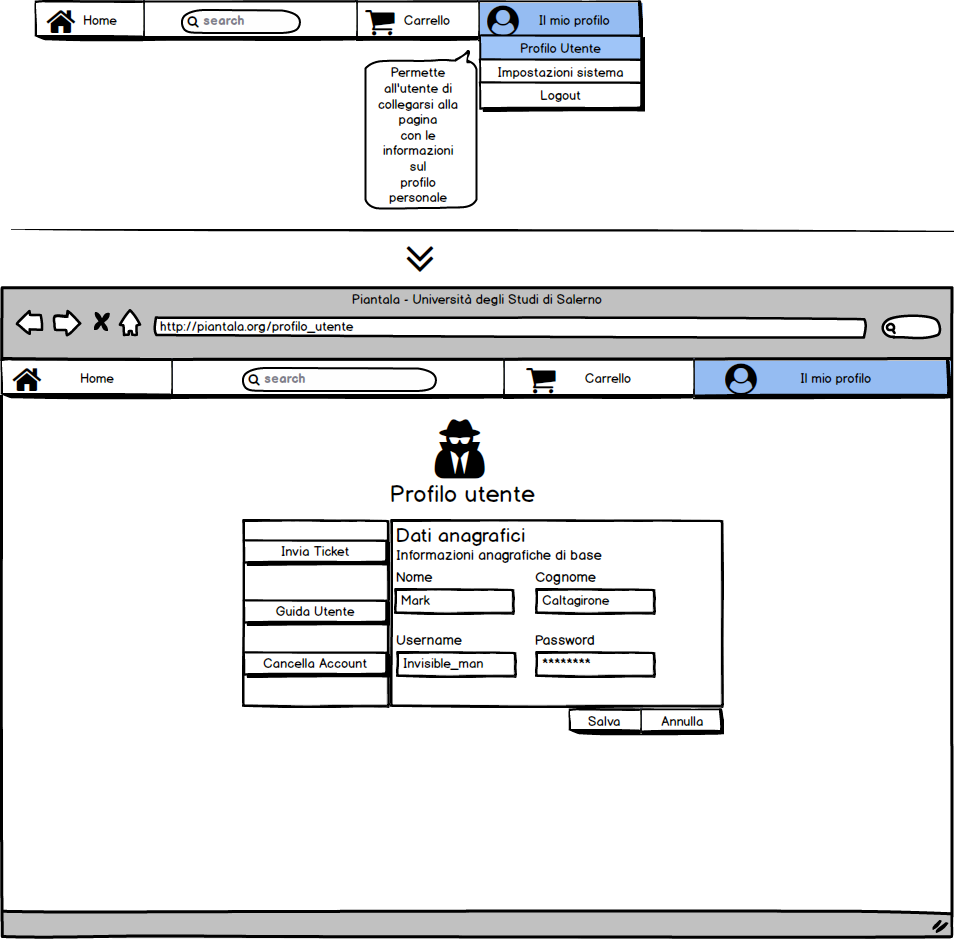 Home
search
Carrello
Il mio profilo
Profilo Utente
Impostazioni sistema
Logout
Permette
all'utente di
collegarsi alla
pagina
con le
informazioni
sul
profilo
personale
Piantala - Università degli Studi di Salerno
http://piantala.org/profilo_utente
Home
search
Carrello
Il mio profilo
Profilo utente
Invia Ticket
Guida Utente
Cancella Account
Dati anagrafici
Informazioni anagrafiche di base
Nome
Cognome
Mark
Caltagirone
Username
Password
Invisible_man
********
Salva
Annulla